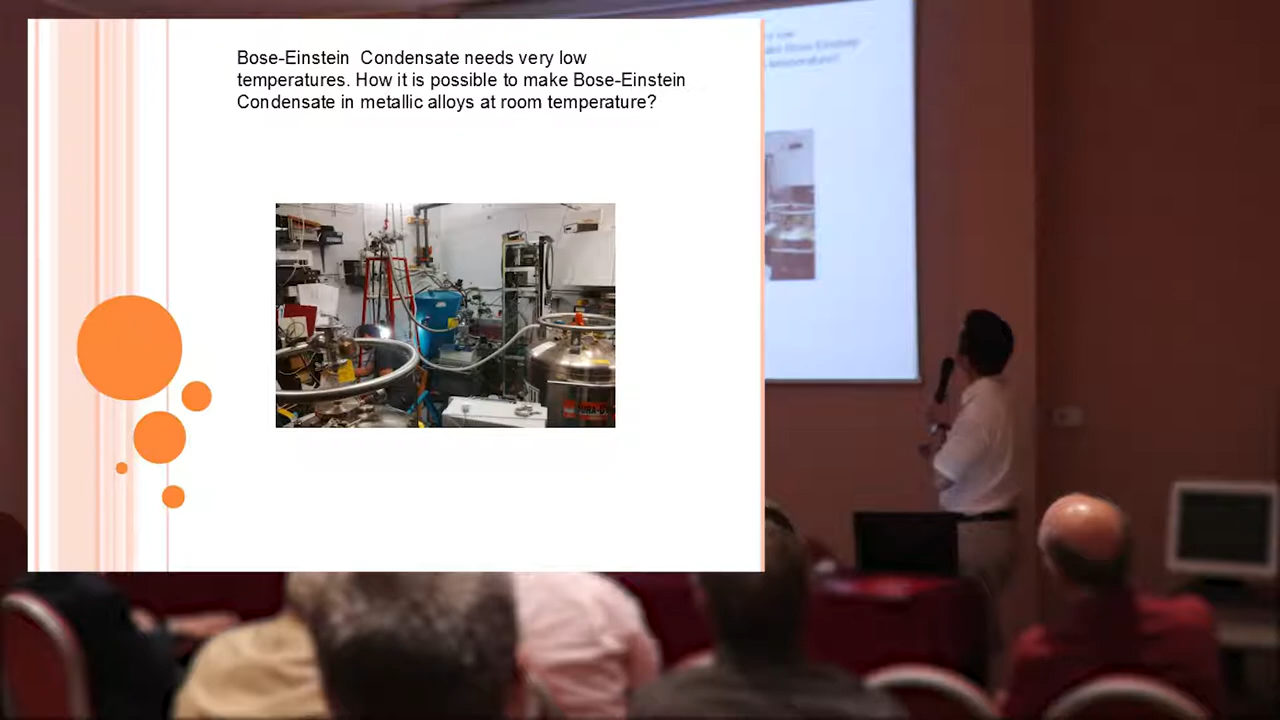 Bose-Einstein Condensate needs very low
temperatures. How it is possible to make Bose-Einstein
Condensate in metallic alloys at room temperature?